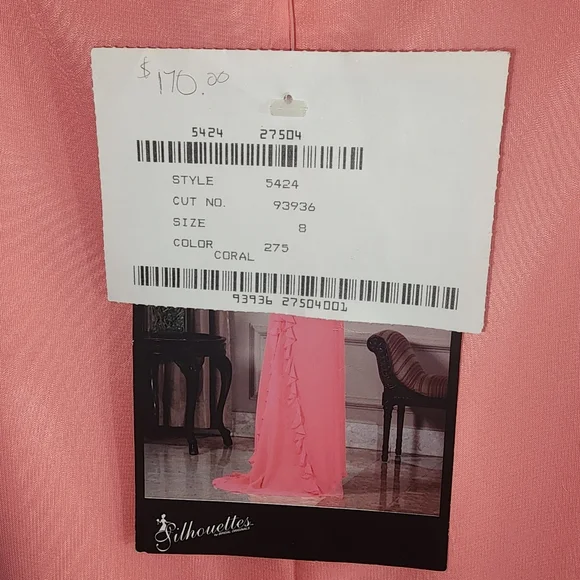 $170.00
5424 27504
STYLE 5424
CUT NO. 93936
SIZE 8
COLOR 275
CORAL
93936 27504001
Silhouettes